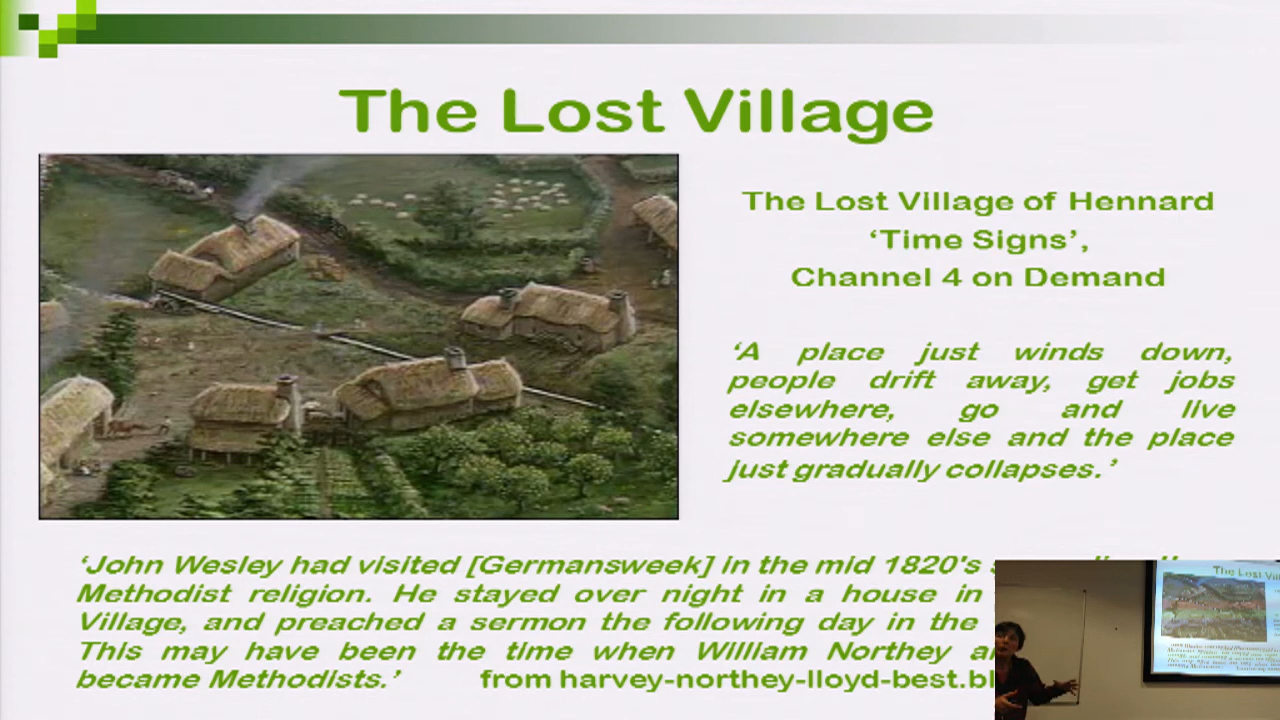 The Lost Village
The Lost Village of Hennard
‘Time Signs’,
Channel 4 on Demand
‘A place just winds down,
people drift away, get jobs
elsewhere, go and live
somewhere else and the place
just gradually collapses.’
‘John Wesley had visited [Germansweek] in the mid 1820's
Methodist religion. He stayed over night in a house in
Village, and preached a sermon the following day in the
This may have been the time when William Northey
became Methodists.’ from harvey-northey-lloyd-best.bl
The Lost Vil